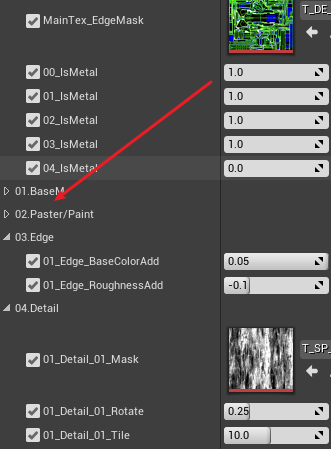 MainTex_EdgeMask
T_DE_
00_IsMetal 1.0
01_IsMetal 1.0
02_IsMetal 1.0
03_IsMetal 1.0
04_IsMetal 0.0
01.BaseM
02.Paster/Paint
03.Edge
01_Edge_BaseColorAdd 0.05
01_Edge_RoughnessAdd -0.1
04.Detail
01_Detail_01_Mask
T_SP_
01_Detail_01_Rotate 0.25
01_Detail_01_Tile 10.0